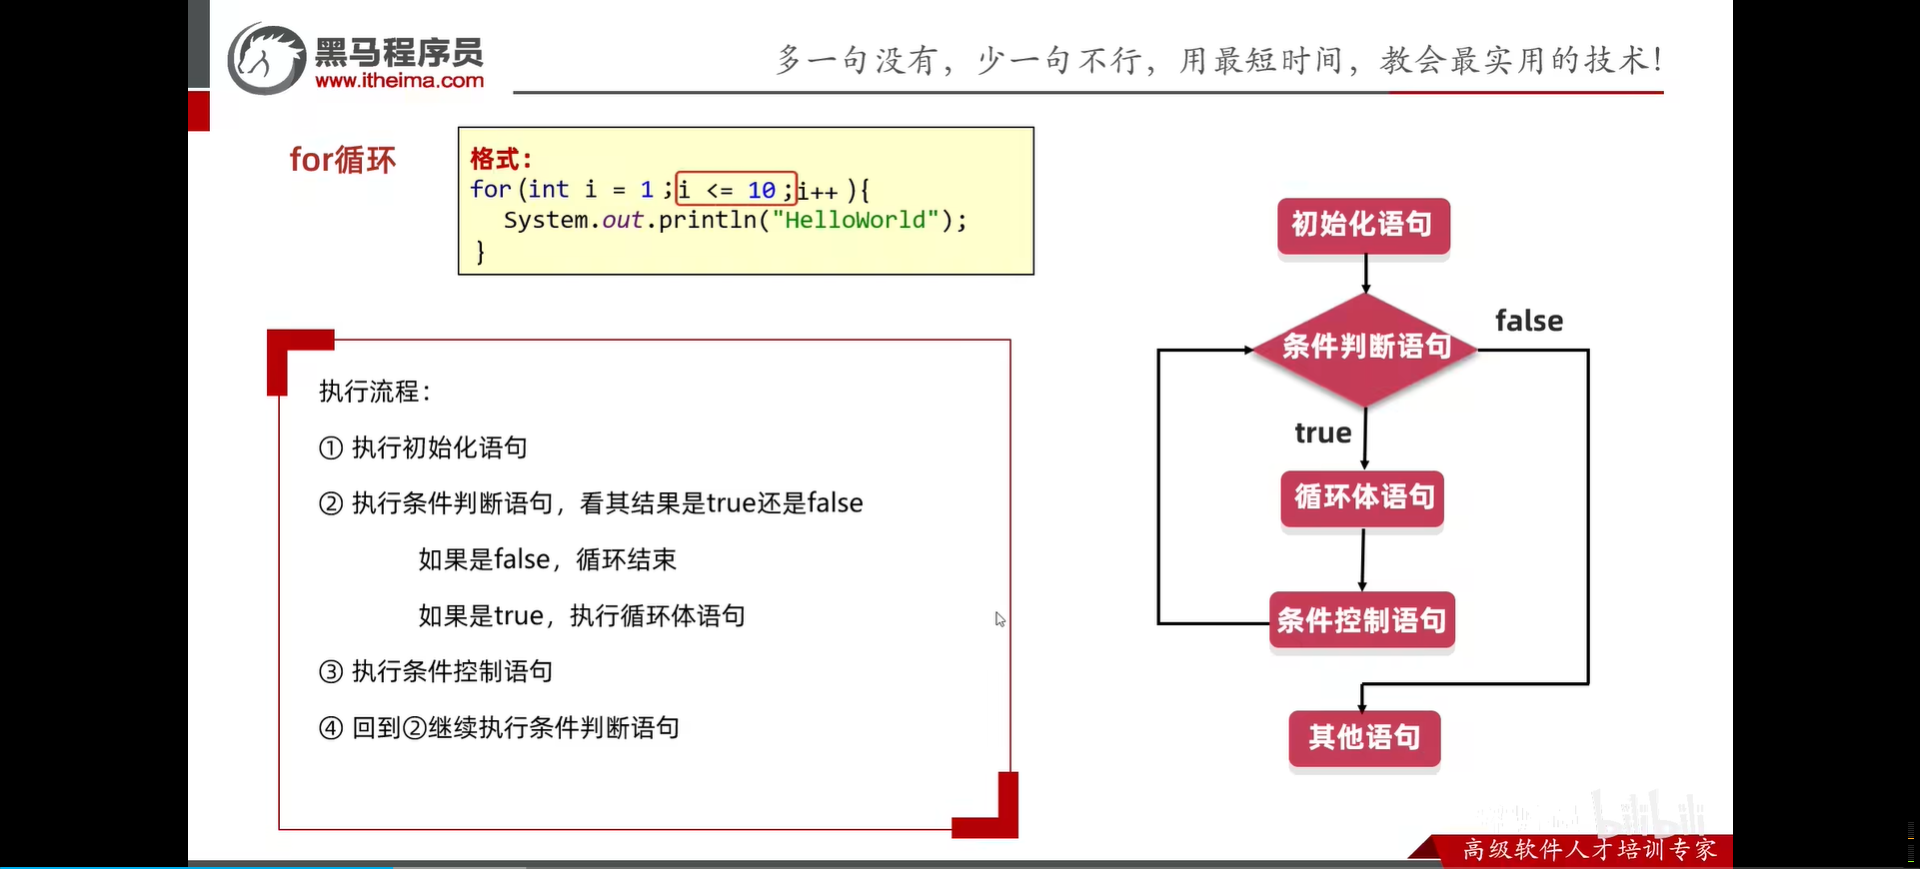 黑马程序员
www.itheima.com
多一句没有，少一句不行，用最短时间，教会最实用的技术！
for循环
格式：
for(int i = 1;i <= 10;i++){
System.out.println("HelloWorld");
}
执行流程：
① 执行初始化语句
② 执行条件判断语句，看其结果是true还是false
如果是false，循环结束
如果是true，执行循环体语句
③ 执行条件控制语句
④ 回到②继续执行条件判断语句
初始化语句
条件判断语句
false
true
循环体语句
条件控制语句
其他语句
bilibili
高级软件人才培训专家